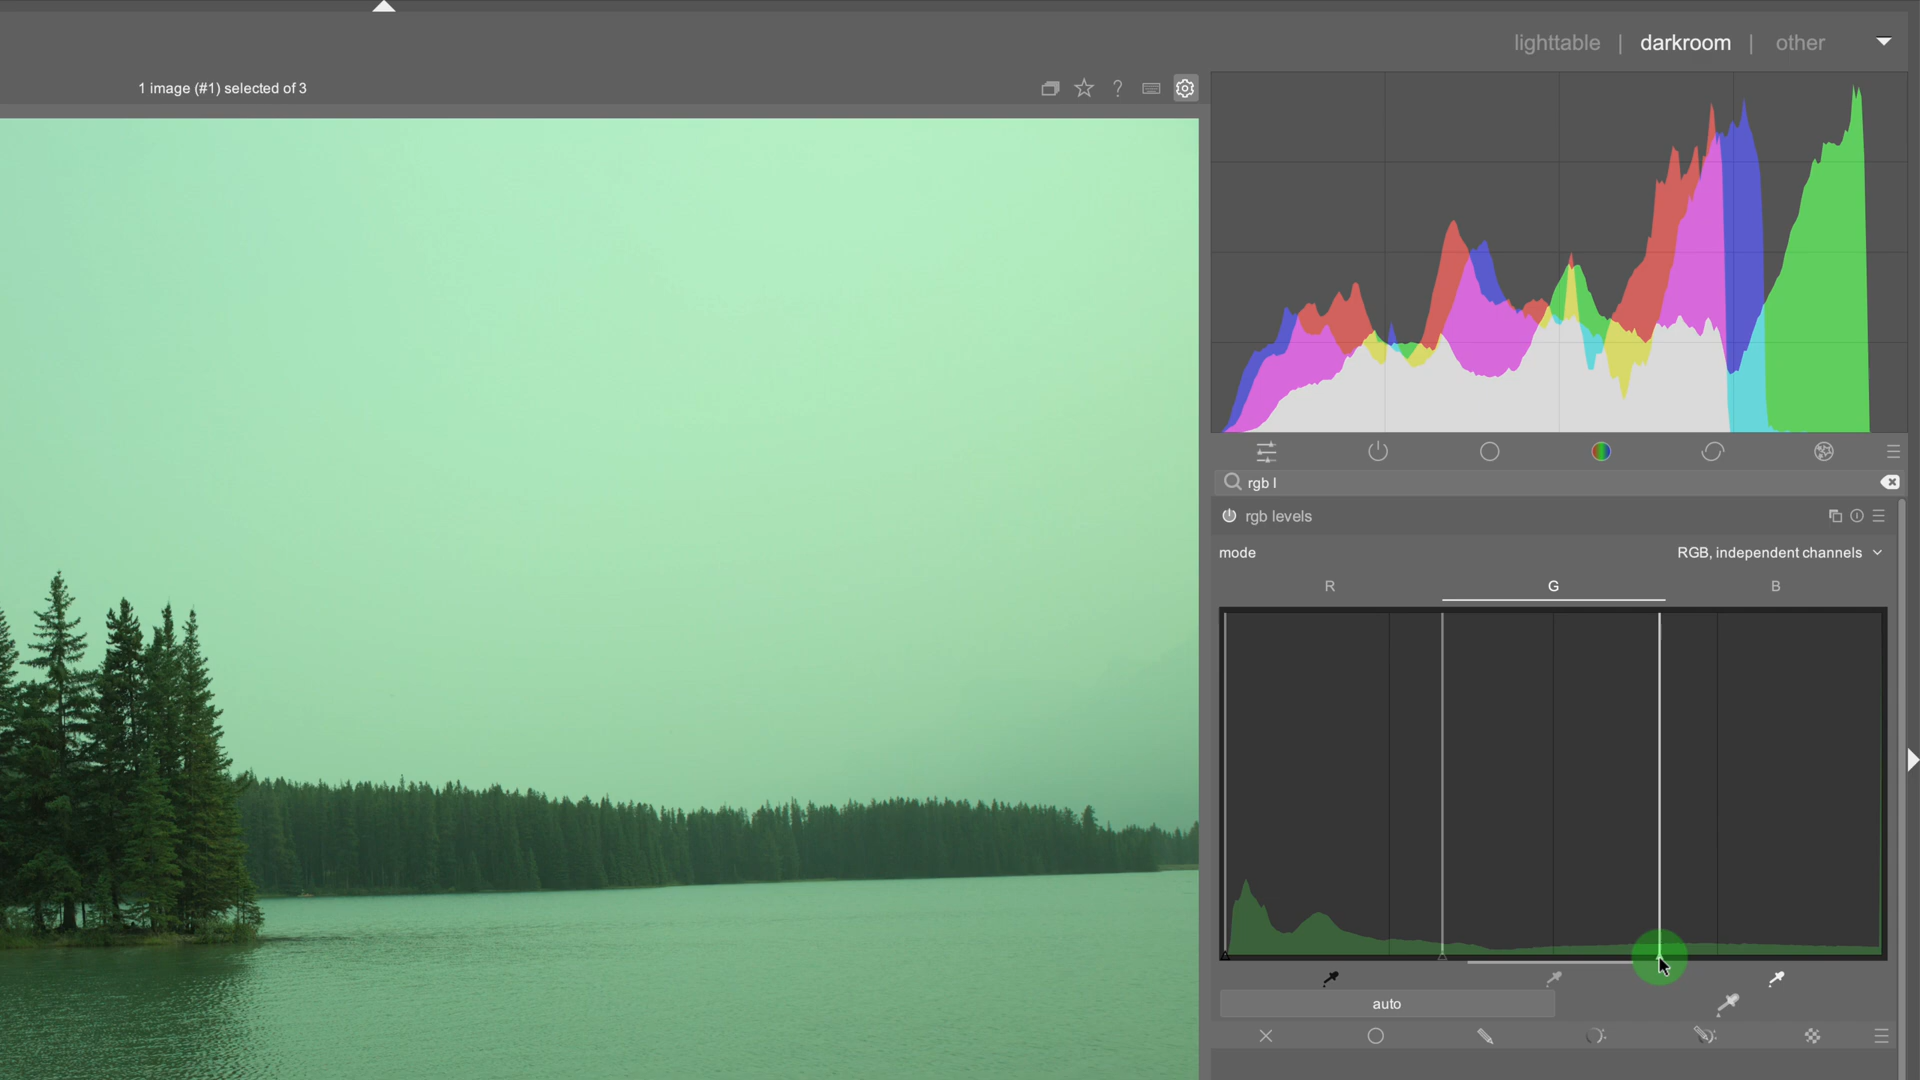 lighttable | darkroom | other
1 image (#1) selected of 3
?
rgb l
rgb levels
mode RGB, independent channels
R G B
auto